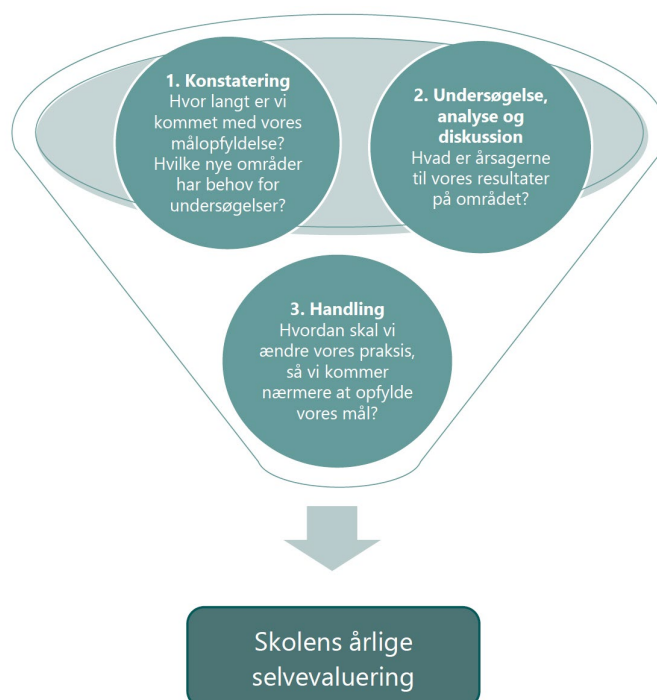 1. Konstatering
Hvor langt er vi
kommet med vores
målopfyldelse?
Hvilke nye områder
har behov for
undersøgelser?
2. Undersøgelse,
analyse og
diskussion
Hvad er årsagerne
til vores resultater
på området?
3. Handling
Hvordan skal vi
ændre vores praksis,
så vi kommer
nærmere at opfylde
vores mål?
Skolens årlige
selvevaluering